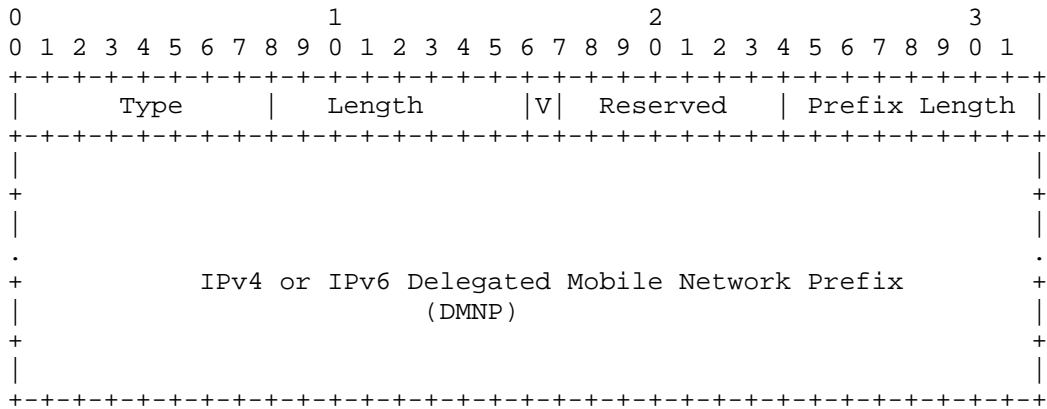 0                   1                   2                   3
0 1 2 3 4 5 6 7 8 9 0 1 2 3 4 5 6 7 8 9 0 1 2 3 4 5 6 7 8 9 0 1
+-+-+-+-+-+-+-+-+-+-+-+-+-+-+-+-+-+-+-+-+-+-+-+-+-+-+-+-+-+-+-+-+
|      Type     |   Length      |V|  Reserved   | Prefix Length |
+-+-+-+-+-+-+-+-+-+-+-+-+-+-+-+-+-+-+-+-+-+-+-+-+-+-+-+-+-+-+-+-+
|                                                               |
+                                                               +
|                                                               |
.                                                               .
+           IPv4 or IPv6 Delegated Mobile Network Prefix        +
|                         (DMNP)                                |
+                                                               +
|                                                               |
+-+-+-+-+-+-+-+-+-+-+-+-+-+-+-+-+-+-+-+-+-+-+-+-+-+-+-+-+-+-+-+-+